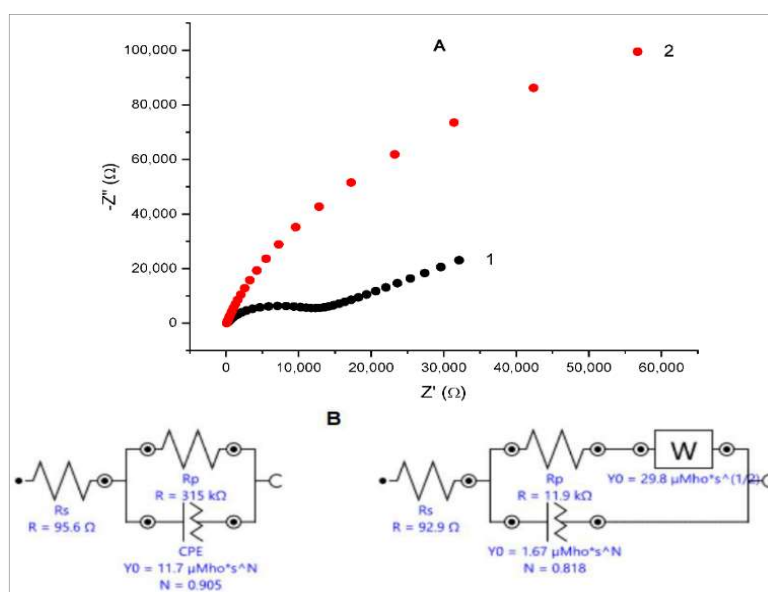 A
100,000
80,000
60,000
40,000
20,000
0
-Z" (Ω)
2
1
0
10,000
20,000
30,000
40,000
50,000
60,000
Z' (Ω)
B
Rs
R = 95.6 Ω
Rp
R = 315 kΩ
CPE
Y0 = 11.7 µMho*s^N
N = 0.905
Rs
R = 92.9 Ω
Rp
R = 11.9 kΩ
W
Y0 = 29.8 µMho*s^(1/2)
Y0 = 1.67 µMho*s^N
N = 0.818